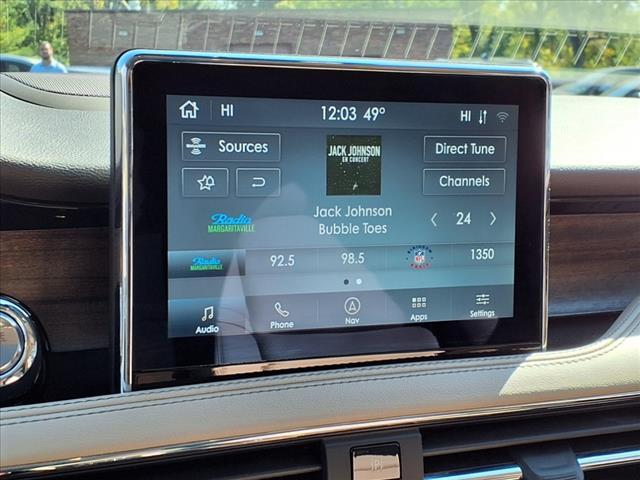 HI 12:03 49° HI
Sources
JACK JOHNSON
EN CONCERT
Direct Tune
Channels
Radio
MARGARITAVILLE
Jack Johnson
Bubble Toes
24
Radio
MARGARITAVILLE
92.5
98.5
NFL
1350
Audio
Phone
Nav
Apps
Settings
P